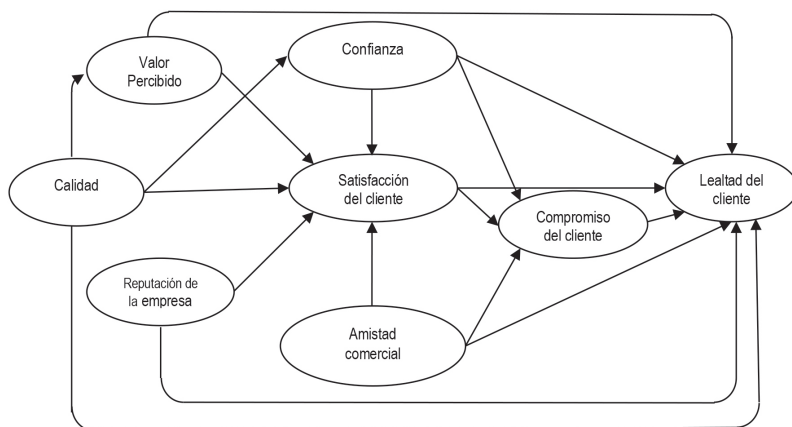 Valor
Percibido
Confianza
Calidad
Satisfacción
del cliente
Lealtad del
cliente
Compromiso
del cliente
Reputación de
la empresa
Amistad
comercial